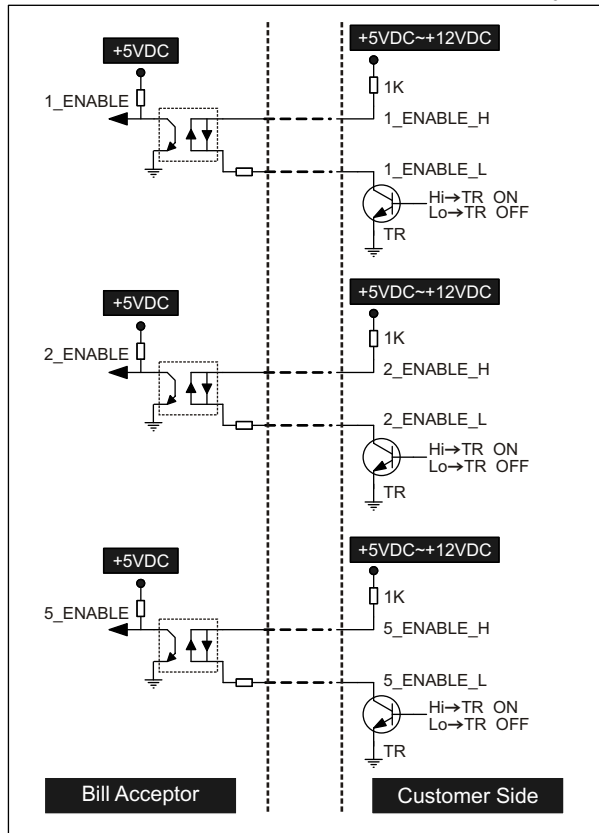 +5VDC
+5VDC~+12VDC
1K
1_ENABLE
1_ENABLE_H
1_ENABLE_L
Hi→TR ON
Lo→TR OFF
TR
+5VDC
+5VDC~+12VDC
1K
2_ENABLE
2_ENABLE_H
2_ENABLE_L
Hi→TR ON
Lo→TR OFF
TR
+5VDC
+5VDC~+12VDC
1K
5_ENABLE
5_ENABLE_H
5_ENABLE_L
Hi→TR ON
Lo→TR OFF
TR
Bill Acceptor
Customer Side